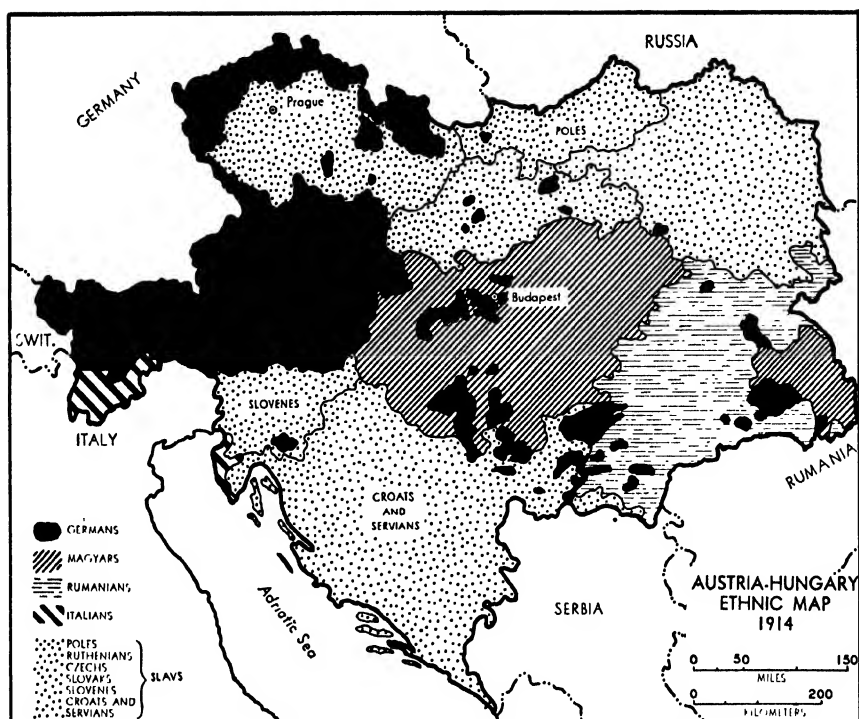 RUSSIA
GERMANY
Prague
POLES
Budapest
SWIT.
SLOVENES
ITALY
CROATS
AND
SERVIANS
RUMANIA
Adriatic Sea
SERBIA
GERMANS
MAGYARS
RUMANIANS
ITALIANS
POLES
RUTHENIANS
CZECHS
SLOVAKS
SLOVENES
CROATS AND
SERVIANS
SLAVS
AUSTRIA-HUNGARY
ETHNIC MAP
1914
0 50 150
MILES
0 200
KILOMETERS